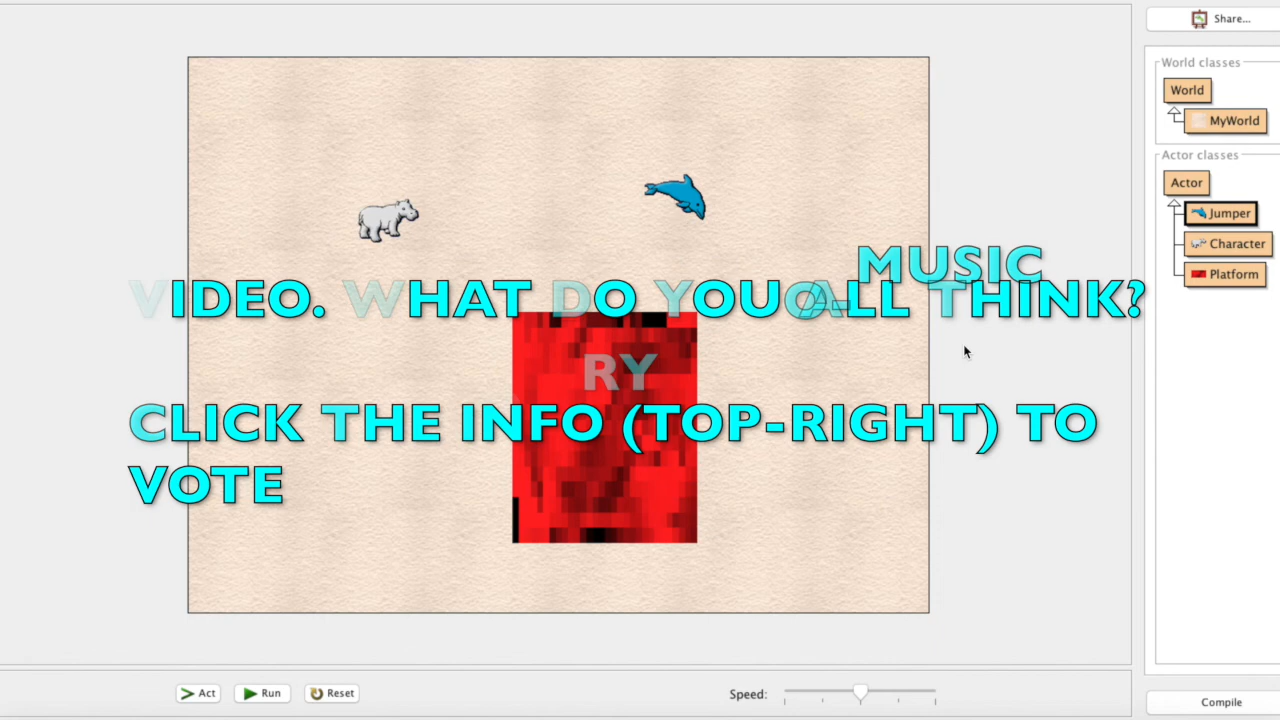 Share...
World classes
World
MyWorld
Actor classes
Actor
Jumper
Character
Platform
MUSIC
VIDEO. WHAT DO YOU ALL THINK?
RY
CLICK THE INFO (TOP-RIGHT) TO
VOTE
Act
Run
Reset
Speed:
Compile